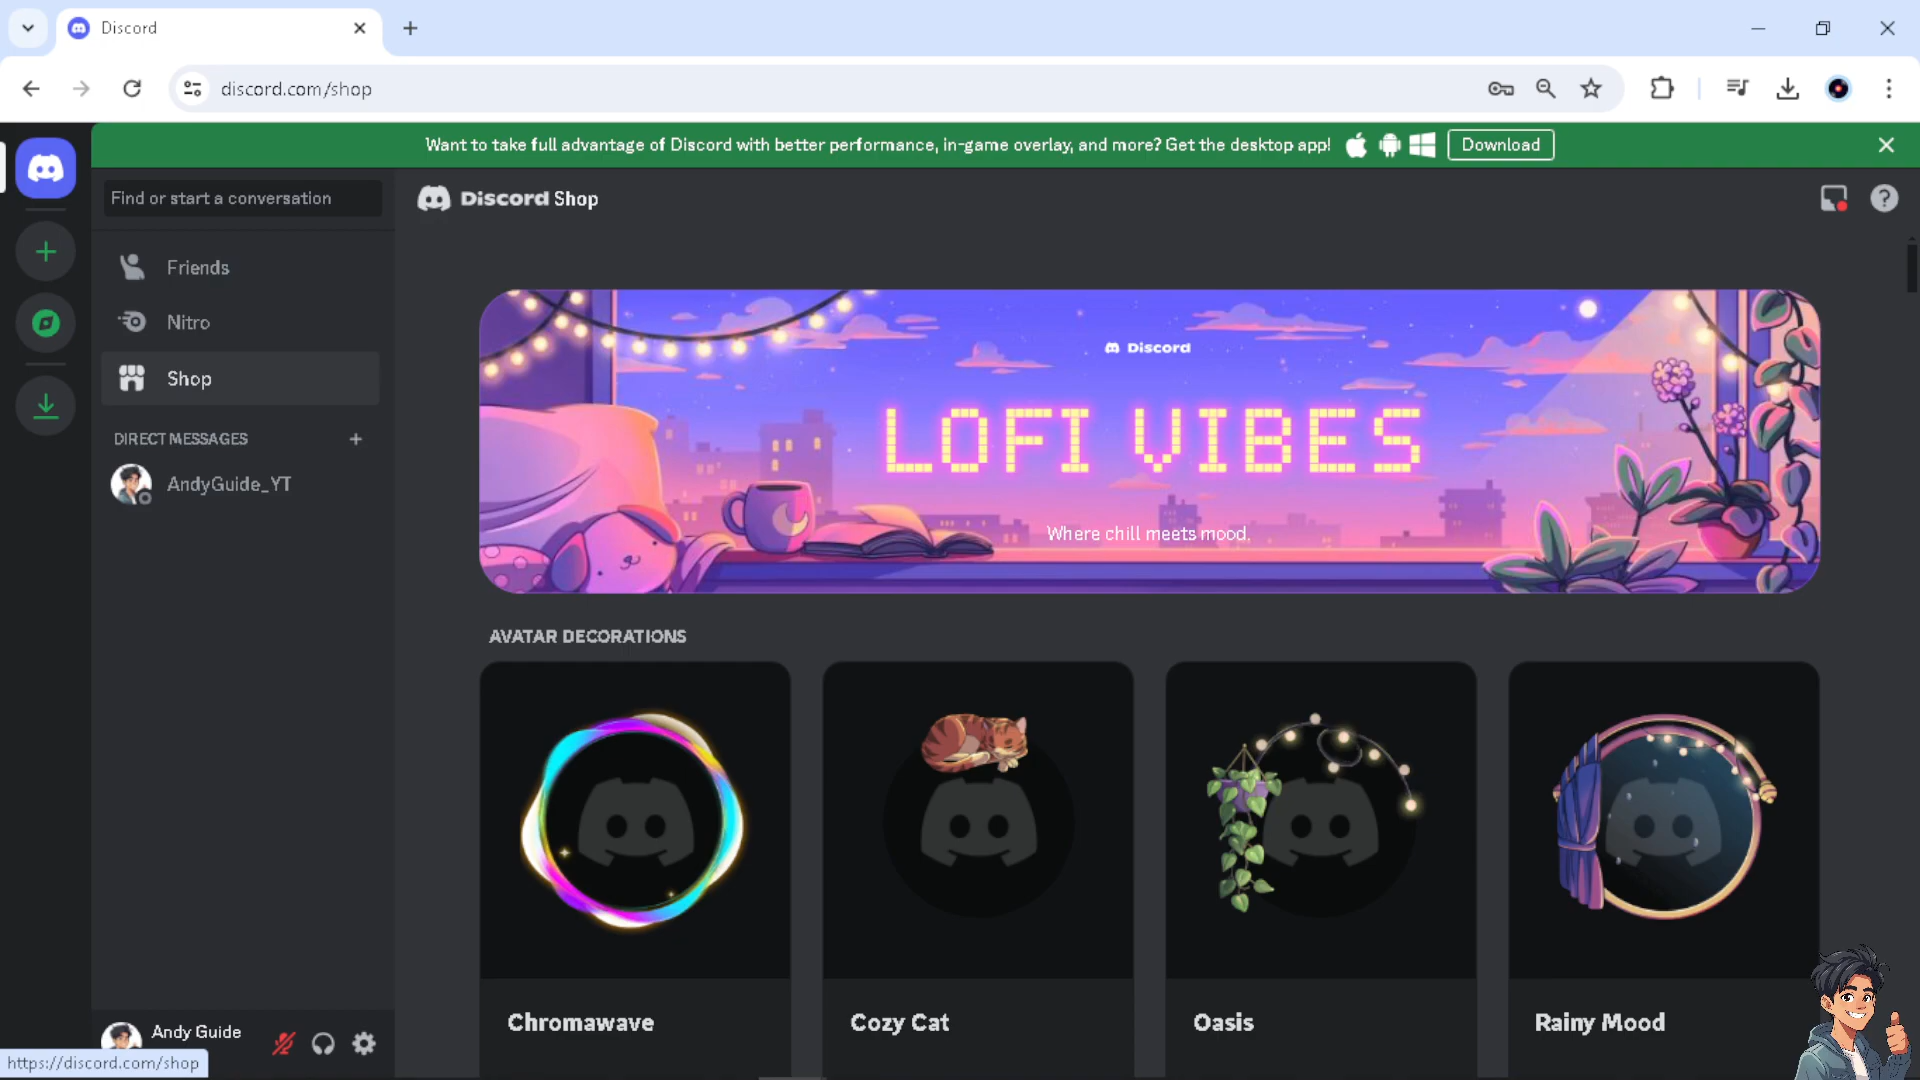 Discord
discord.com/shop
Want to take full advantage of Discord with better performance, in-game overlay, and more? Get the desktop app!
Download
Find or start a conversation
Discord Shop
Friends
Nitro
Shop
DIRECT MESSAGES
AndyGuide_YT
Discord
LOFI VIBES
Where chill meets mood.
AVATAR DECORATIONS
Chromawave
Cozy Cat
Oasis
Rainy Mood
Andy Guide
https://discord.com/shop